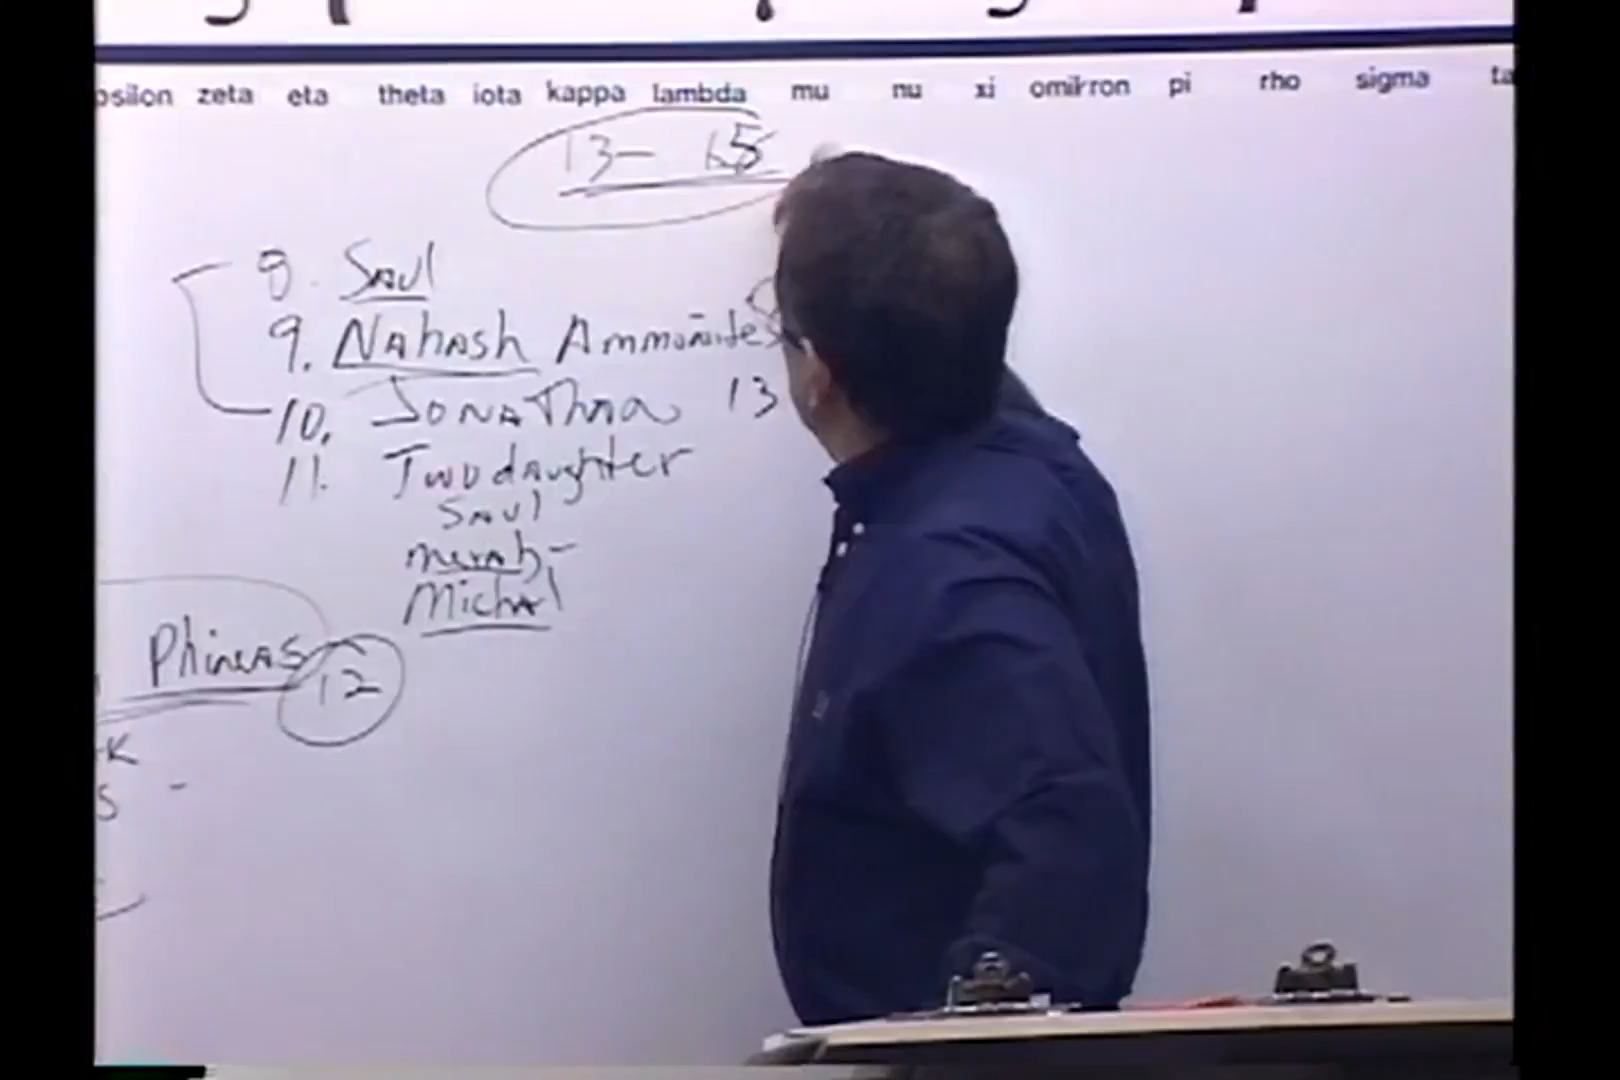 psilon zeta eta theta iota kappa lambda mu nu xi omikron pi rho sigma ta
13- 15
8. Saul
9. Nahash Ammonites
10. Jonathan 13
11. Two daughter
Saul
merab-
Michal
Phineas 12
K
S -